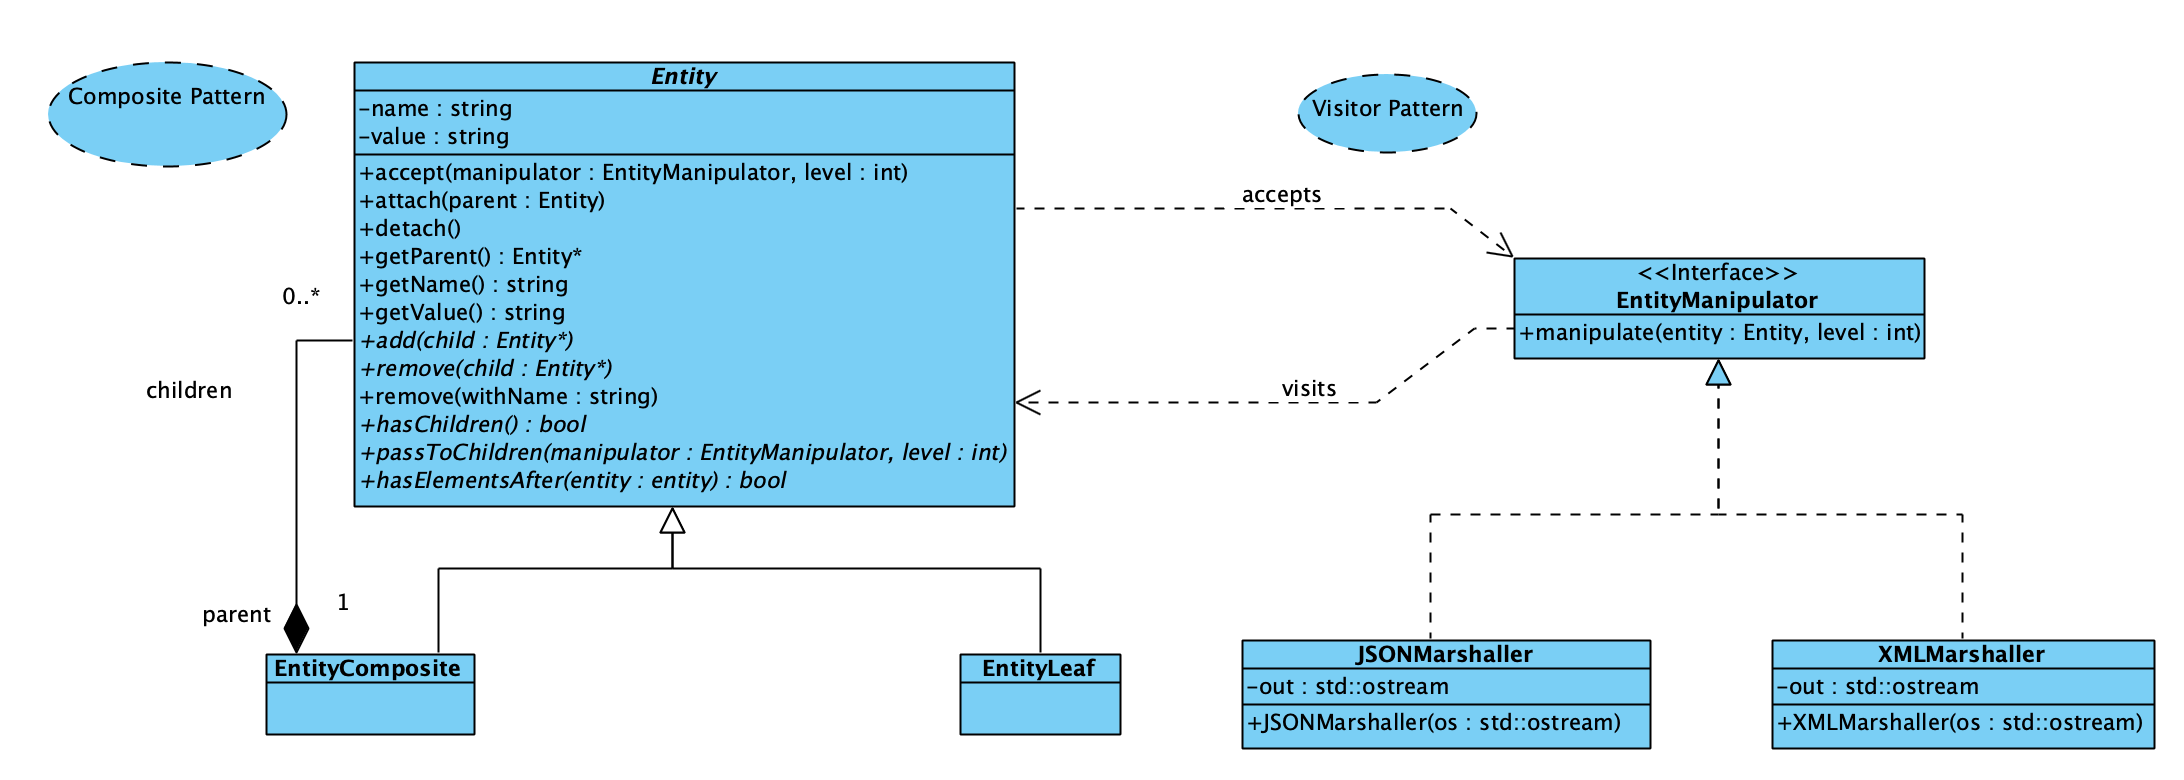 Composite Pattern
Entity
-name : string
-value : string
+accept(manipulator : EntityManipulator, level : int)
+attach(parent : Entity)
+detach()
+getParent() : Entity*
+getName() : string
+getValue() : string
+add(child : Entity*)
+remove(child : Entity*)
+remove(withName : string)
+hasChildren() : bool
+passToChildren(manipulator : EntityManipulator, level : int)
+hasElementsAfter(entity : entity) : bool
0..*
children
parent
1
EntityComposite
EntityLeaf
Visitor Pattern
accepts
visits
<<Interface>>
EntityManipulator
+manipulate(entity : Entity, level : int)
JSONMarshaller
-out : std::ostream
+JSONMarshaller(os : std::ostream)
XMLMarshaller
-out : std::ostream
+XMLMarshaller(os : std::ostream)